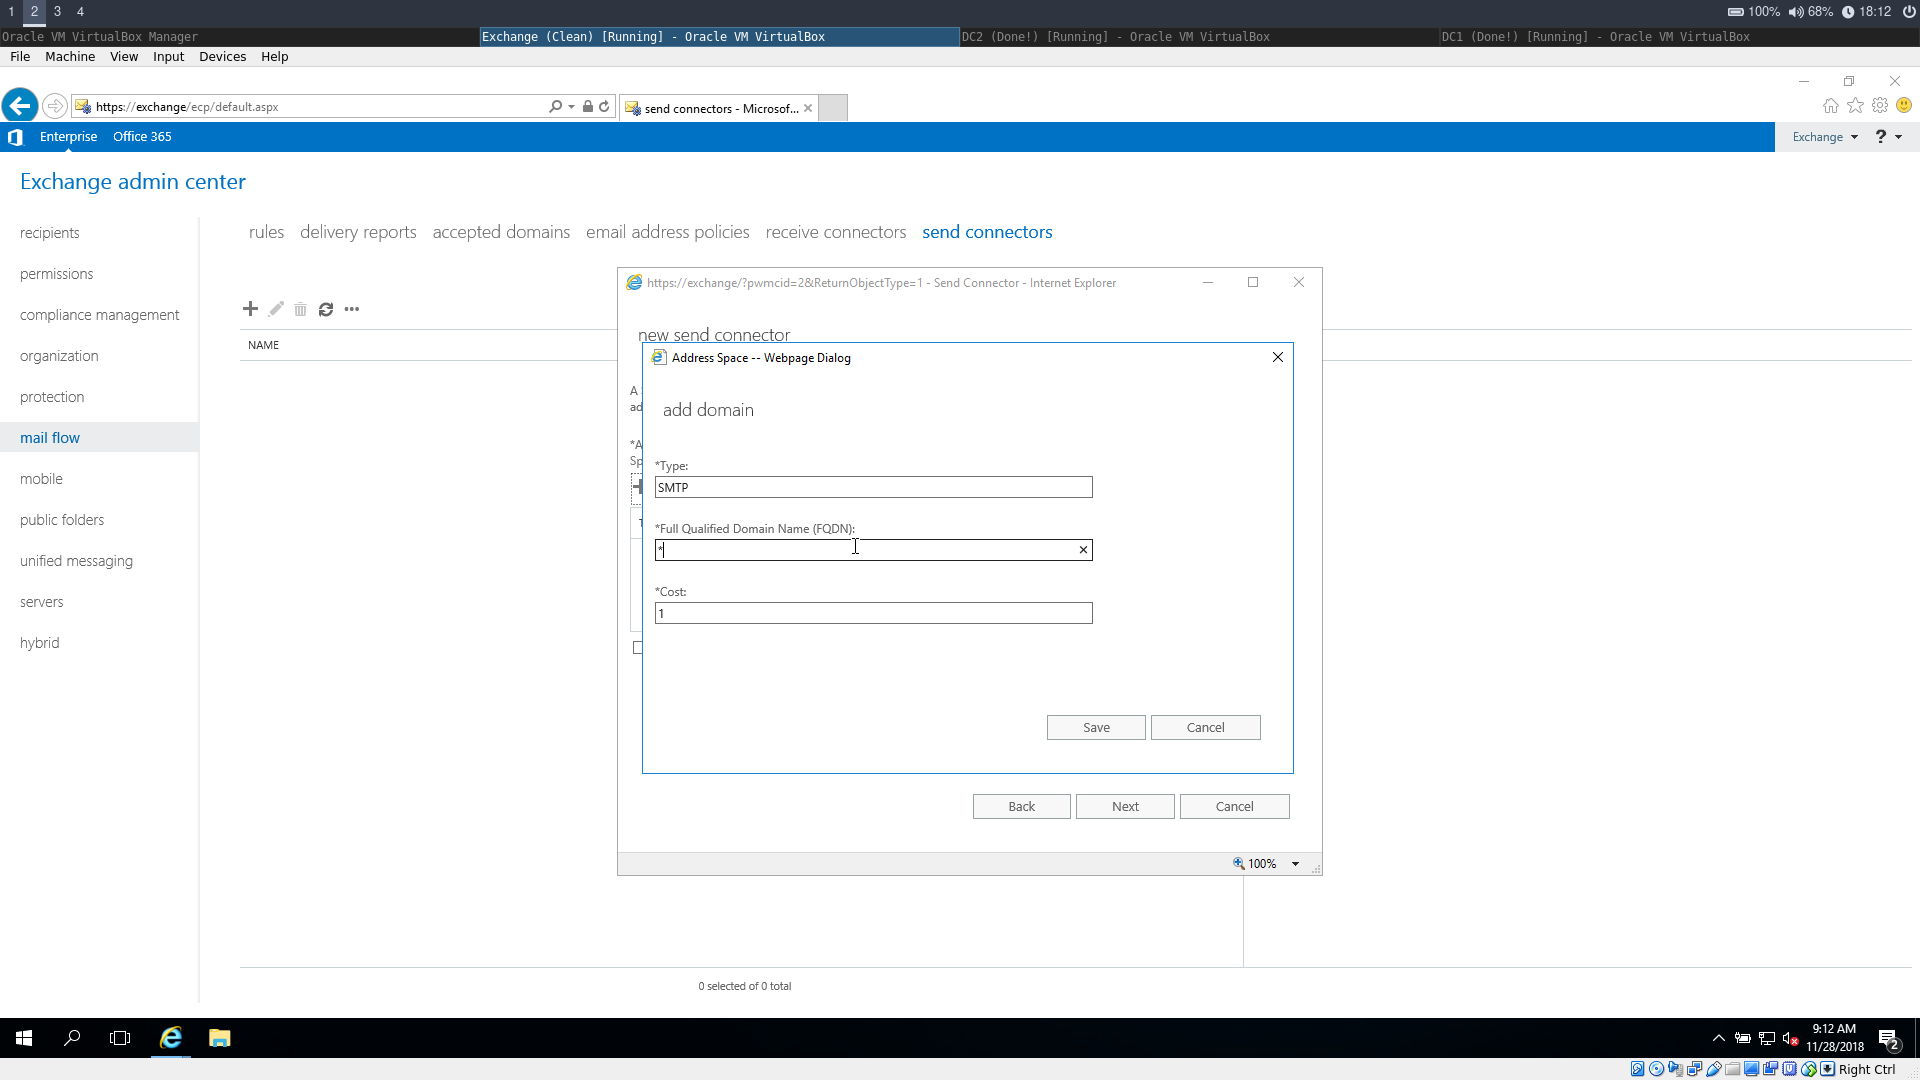 1 2 3 4 100% 68% 18:12
Oracle VM VirtualBox Manager
Exchange (Clean) [Running] - Oracle VM VirtualBox
DC2 (Done!) [Running] - Oracle VM VirtualBox
DC1 (Done!) [Running] - Oracle VM VirtualBox
File Machine View Input Devices Help
https://exchange/ecp/default.aspx
send connectors - Microsof...
Enterprise Office 365
Exchange ?
Exchange admin center
recipients
permissions
compliance management
organization
protection
mail flow
mobile
public folders
unified messaging
servers
hybrid
rules delivery reports accepted domains email address policies receive connectors send connectors
NAME
https://exchange/?pwmcid=2&ReturnObjectType=1 - Send Connector - Internet Explorer
new send connector
A
ad
*A
Sp
Address Space -- Webpage Dialog
add domain
*Type:
SMTP
*Full Qualified Domain Name (FQDN):
*
*Cost:
1
Save Cancel
Back Next Cancel
100%
0 selected of 0 total
9:12 AM
11/28/2018
2
Right Ctrl